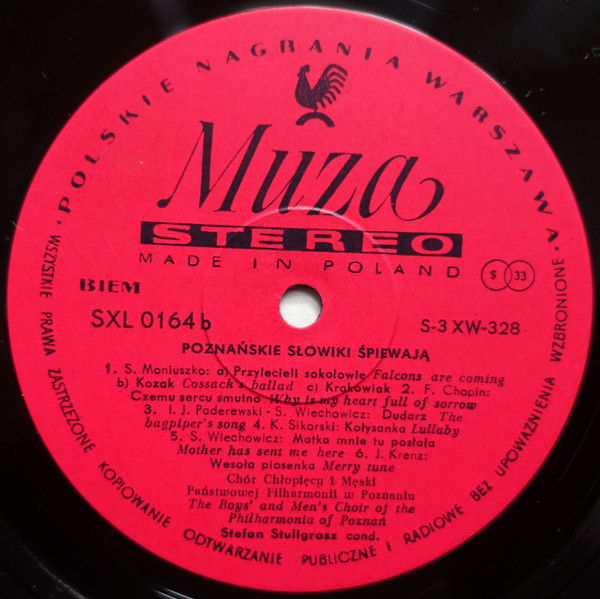 POLSKIE NAGRANIA WARSZAWA
Muza
STEREO
MADE IN POLAND
S 33
BIEM
SXL 0164 b
S-3 XW-328
POZNAŃSKIE SŁOWIKI ŚPIEWAJĄ
1. S. Moniuszko: a) Przylecieli sokołowie Falcons are coming
b) Kozak Cossack's ballad c) Krakowiak 2. F. Chopin:
Czemu sercu smutno Why is my heart full of sorrow
3. I. J. Paderewski - S. Wiechowicz: Dudarz The
bagpiper's song 4. K. Sikorski: Kołysanka Lullaby
5. S. Wiechowicz: Matka mnie tu posłała
Mother has sent me here 6. J. Krenz:
Wesoła piosenka Merry tune
Chór Chłopięcy i Męski
Państwowej Filharmonii w Poznaniu
The Boys' and Men's Choir of the
Philharmonia of Poznań
Stefan Stuligrosz cond.
WSZYSTKIE PRAWA ZASTRZEŻONE KOPIOWANIE ODTWARZANIE PUBLICZNE I RADIOWE BEZ UPOWAŻNIENIA WZBRONIONE